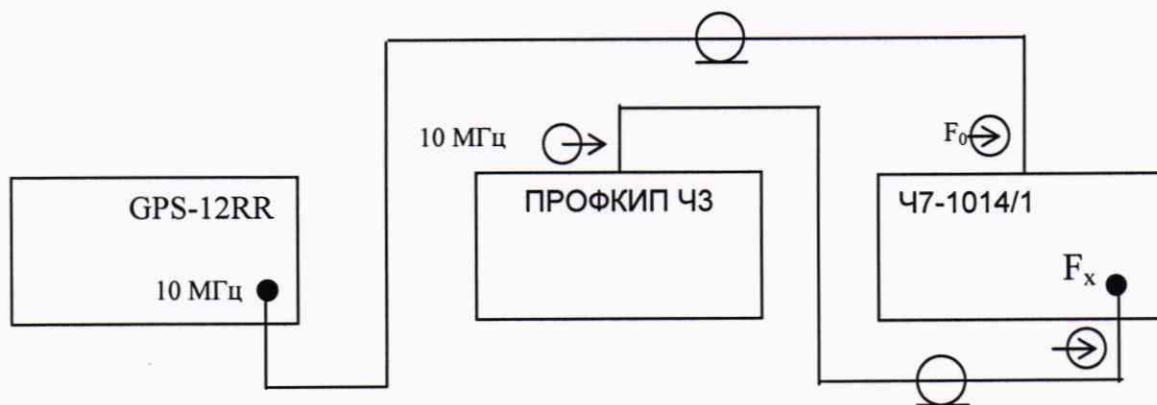 10 МГц
F₀
GPS-12RR
10 МГц
ПРОФКИП Ч3
Ч7-1014/1
Fₓ